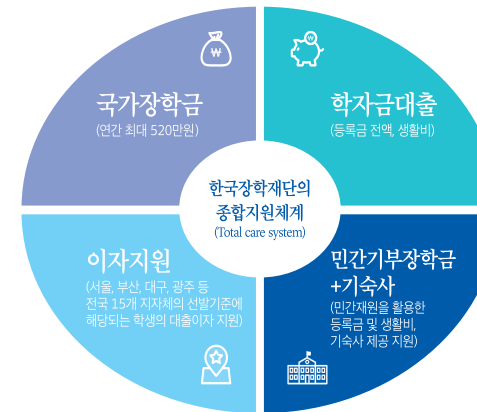 국가장학금
(연간 최대 520만원)
학자금대출
(등록금 전액, 생활비)
한국장학재단의
종합지원체계
(Total care system)
이자지원
(서울, 부산, 대구, 광주 등
전국 15개 지자체의 선발기준에
해당되는 학생의 대출이자 지원)
민간기부장학금
+기숙사
(민간재원을 활용한
등록금 및 생활비,
기숙사 제공 지원)